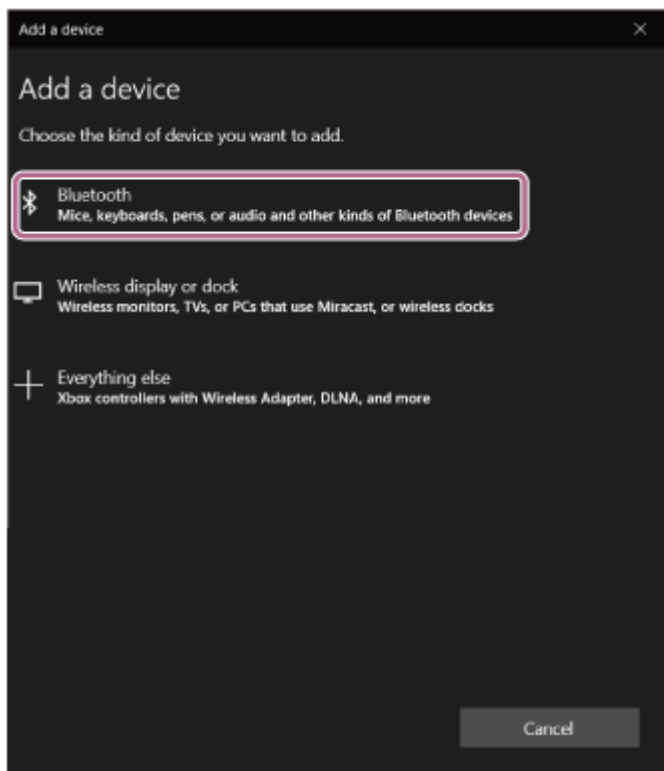 Add a device
Add a device
Choose the kind of device you want to add.
Bluetooth
Mice, keyboards, pens, or audio and other kinds of Bluetooth devices
Wireless display or dock
Wireless monitors, TVs, or PCs that use Miracast, or wireless docks
Everything else
Xbox controllers with Wireless Adapter, DLNA, and more
Cancel